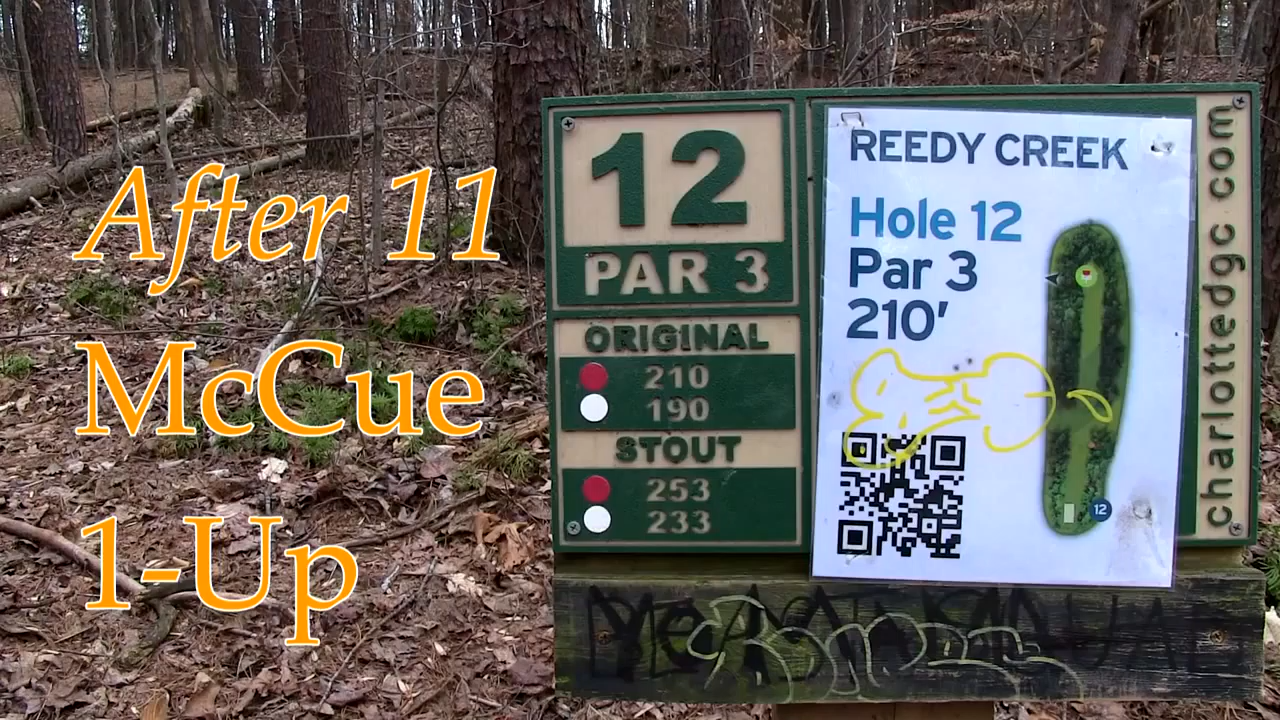 After 11
McCue
1-Up
12
PAR 3
ORIGINAL
210
190
STOUT
253
233
REEDY CREEK
Hole 12
Par 3
210'
12
charlottedgc com